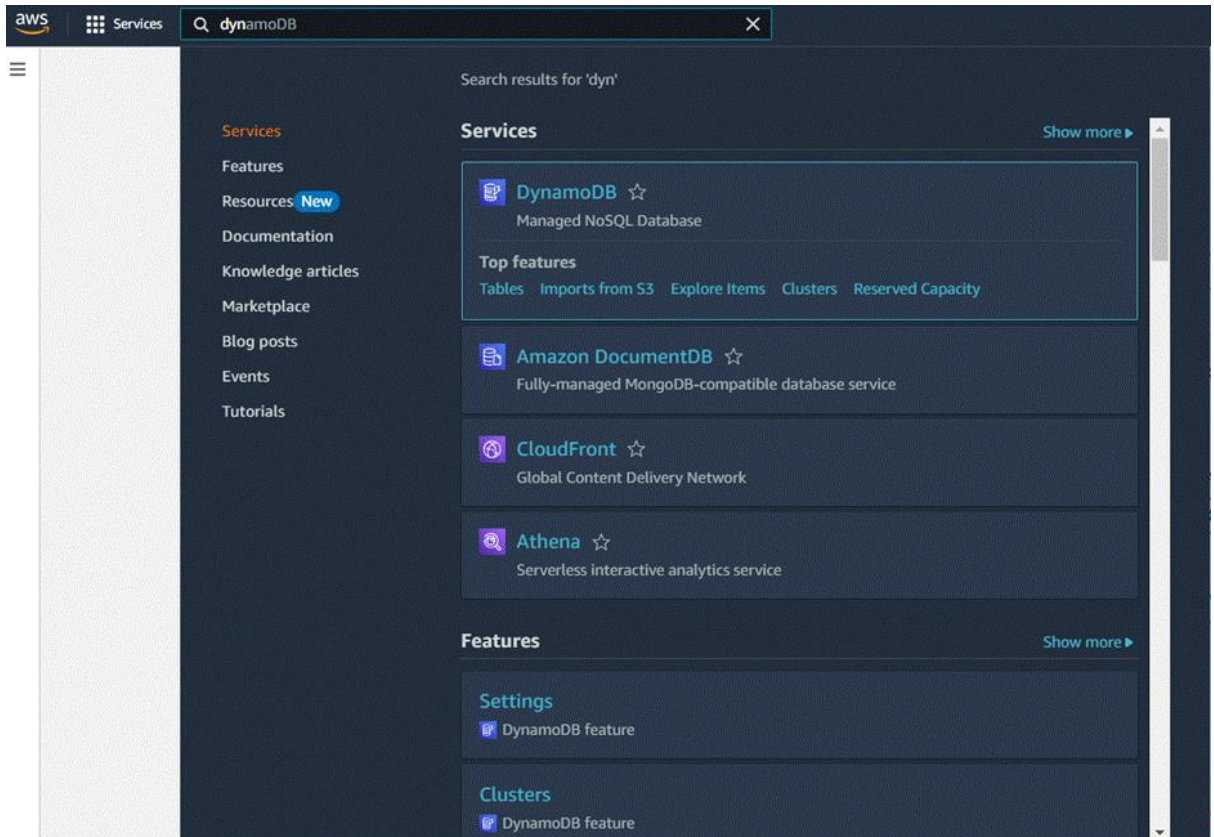 aws Services dynamoDB
Search results for 'dyn'
Services
Features
Resources New
Documentation
Knowledge articles
Marketplace
Blog posts
Events
Tutorials
Services Show more
DynamoDB
Managed NoSQL Database
Top features
Tables Imports from S3 Explore Items Clusters Reserved Capacity
Amazon DocumentDB
Fully-managed MongoDB-compatible database service
CloudFront
Global Content Delivery Network
Athena
Serverless interactive analytics service
Features Show more
Settings
DynamoDB feature
Clusters
DynamoDB feature